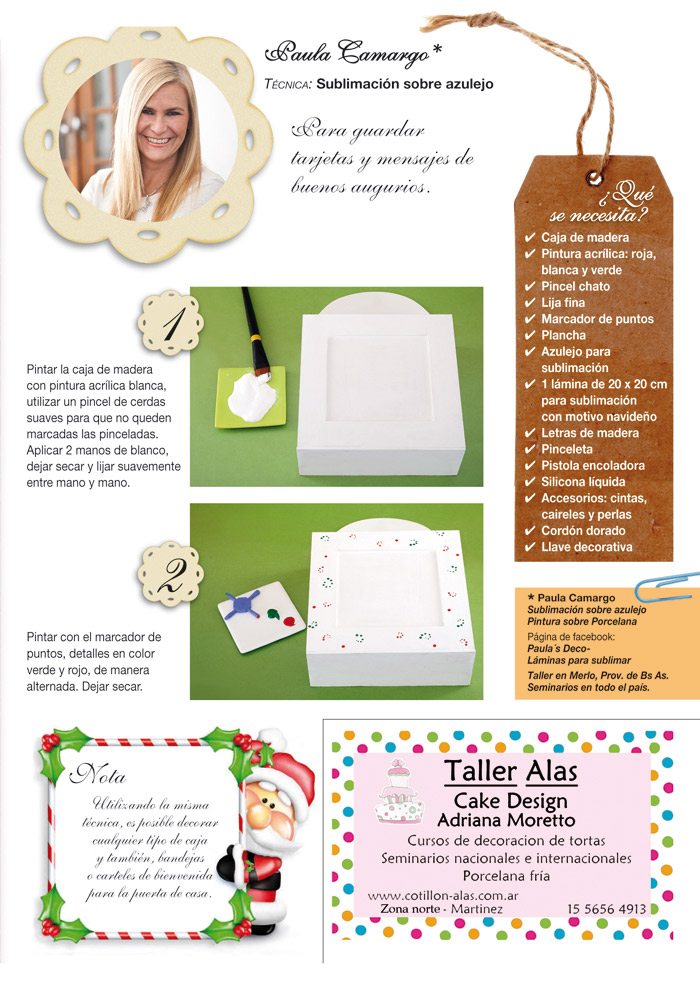 Paula Camargo*
TÉCNICA: Sublimación sobre azulejo
Para guardar
tarjetas y mensajes de
buenos augurios.
¿Qué
se necesita?
✔ Caja de madera
✔ Pintura acrílica: roja,
blanca y verde
✔ Pincel chato
✔ Lija fina
✔ Marcador de puntos
✔ Plancha
✔ Azulejo para
sublimación
✔ 1 lámina de 20 x 20 cm
para sublimación
con motivo navideño
✔ Letras de madera
✔ Pinceleta
✔ Pistola encoladora
✔ Silicona líquida
✔ Accesorios: cintas,
caireles y perlas
✔ Cordón dorado
✔ Llave decorativa
1
Pintar la caja de madera
con pintura acrílica blanca,
utilizar un pincel de cerdas
suaves para que no queden
marcadas las pinceladas.
Aplicar 2 manos de blanco,
dejar secar y lijar suavemente
entre mano y mano.
2
Pintar con el marcador de
puntos, detalles en color
verde y rojo, de manera
alternada. Dejar secar.
* Paula Camargo
Sublimación sobre azulejo
Pintura sobre Porcelana
Página de facebook:
Paula´s Deco-
Láminas para sublimar
Taller en Merlo, Prov. de Bs As.
Seminarios en todo el país.
Nota
Utilizando la misma
técnica, es posible decorar
cualquier tipo de caja
y también, bandejas
o carteles de bienvenida
para la puerta de casa.
Taller Alas
Cake Design
Adriana Moretto
Cursos de decoracion de tortas
Seminarios nacionales e internacionales
Porcelana fría
www.cotillon-alas.com.ar
Zona norte - Martinez 15 5656 4913